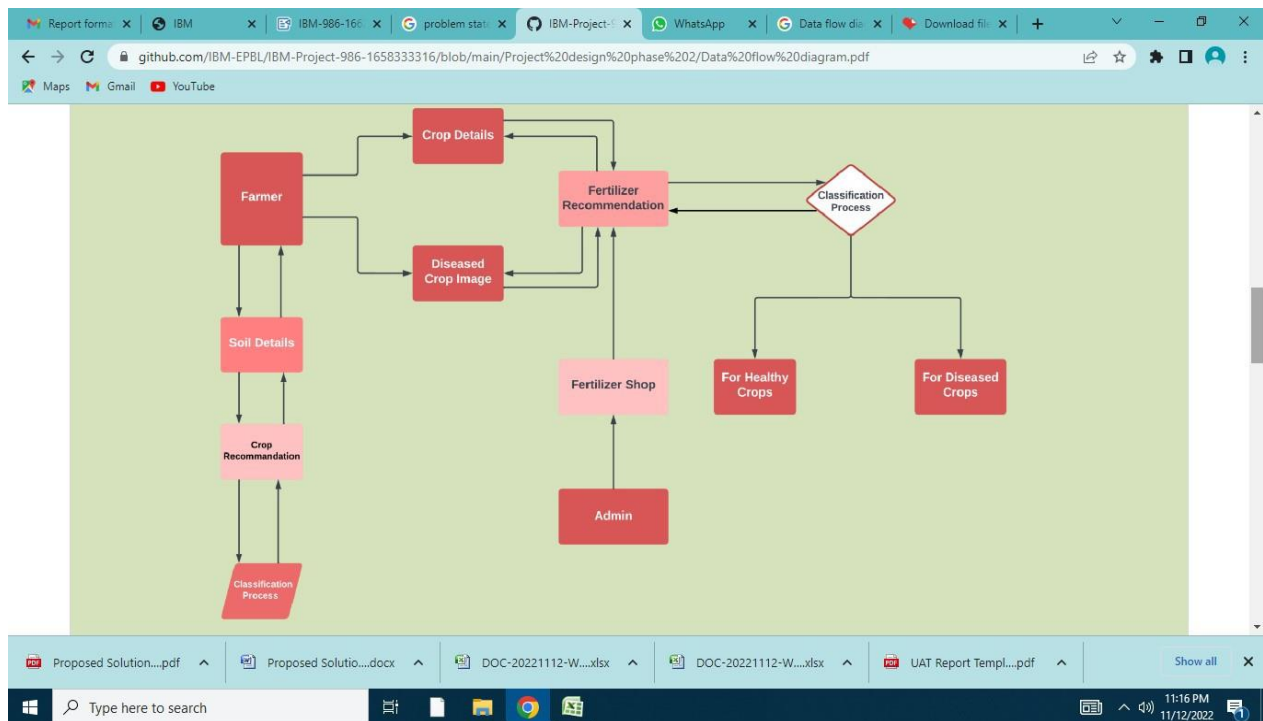 Report forma
IBM
IBM-986-166
problem stat
IBM-Project-9
WhatsApp
Data flow dia
Download fil
github.com/IBM-EPBL/IBM-Project-986-1658333316/blob/main/Project%20design%20phase%202/Data%20flow%20diagram.pdf
Maps
Gmail
YouTube
Crop Details
Farmer
Fertilizer
Recommendation
Classification
Process
Diseased
Crop Image
Soil Details
Fertilizer Shop
For Healthy
Crops
For Diseased
Crops
Crop
Recommandation
Admin
Classification
Process
Proposed Solution....pdf
Proposed Solutio....docx
DOC-20221112-W....xlsx
DOC-20221112-W....xlsx
UAT Report Templ....pdf
Show all
Type here to search
11:16 PM
11/12/2022